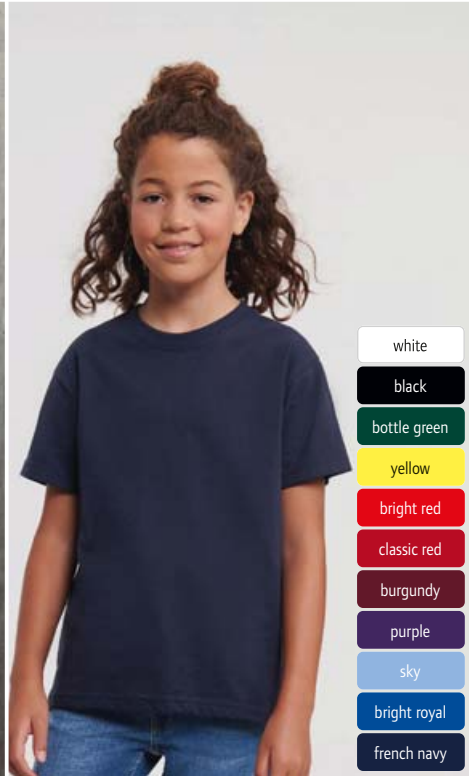 white
black
bottle green
yellow
bright red
classic red
burgundy
purple
sky
bright royal
french navy